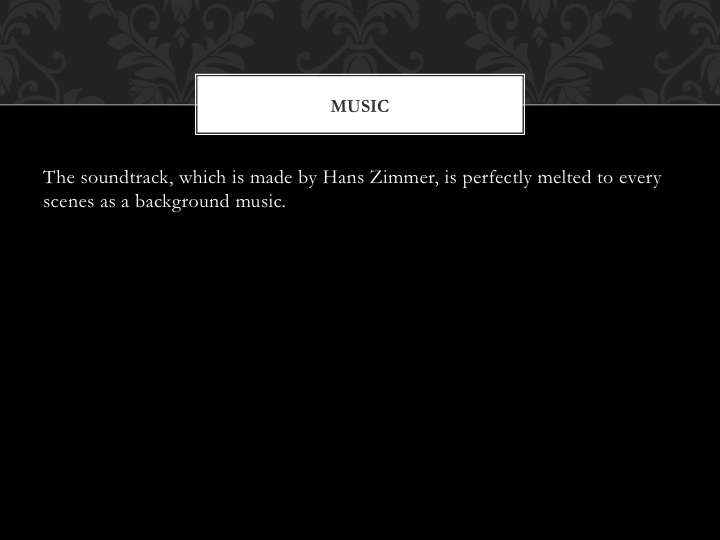 MUSIC
The soundtrack, which is made by Hans Zimmer, is perfectly melted to every
scenes as a background music.